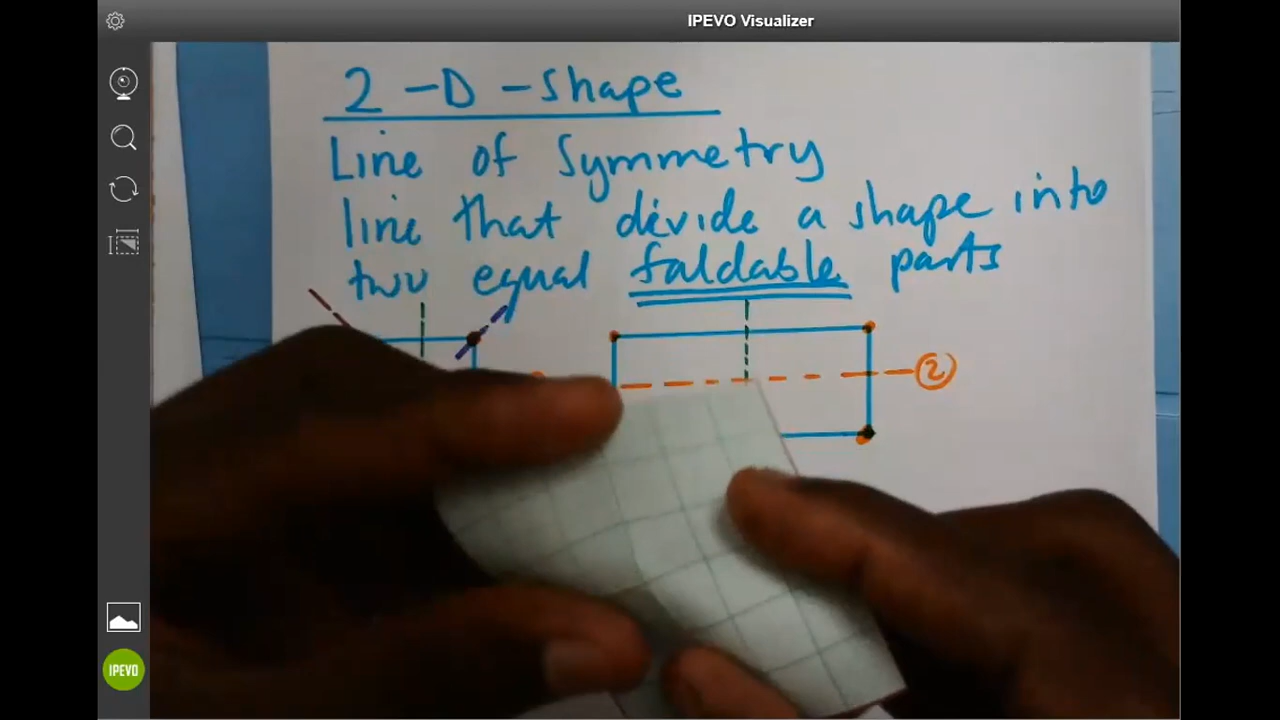 IPEVO Visualizer
2-D-shape
Line of Symmetry
line that divide a shape into
two equal faldable parts
2
IPEVO